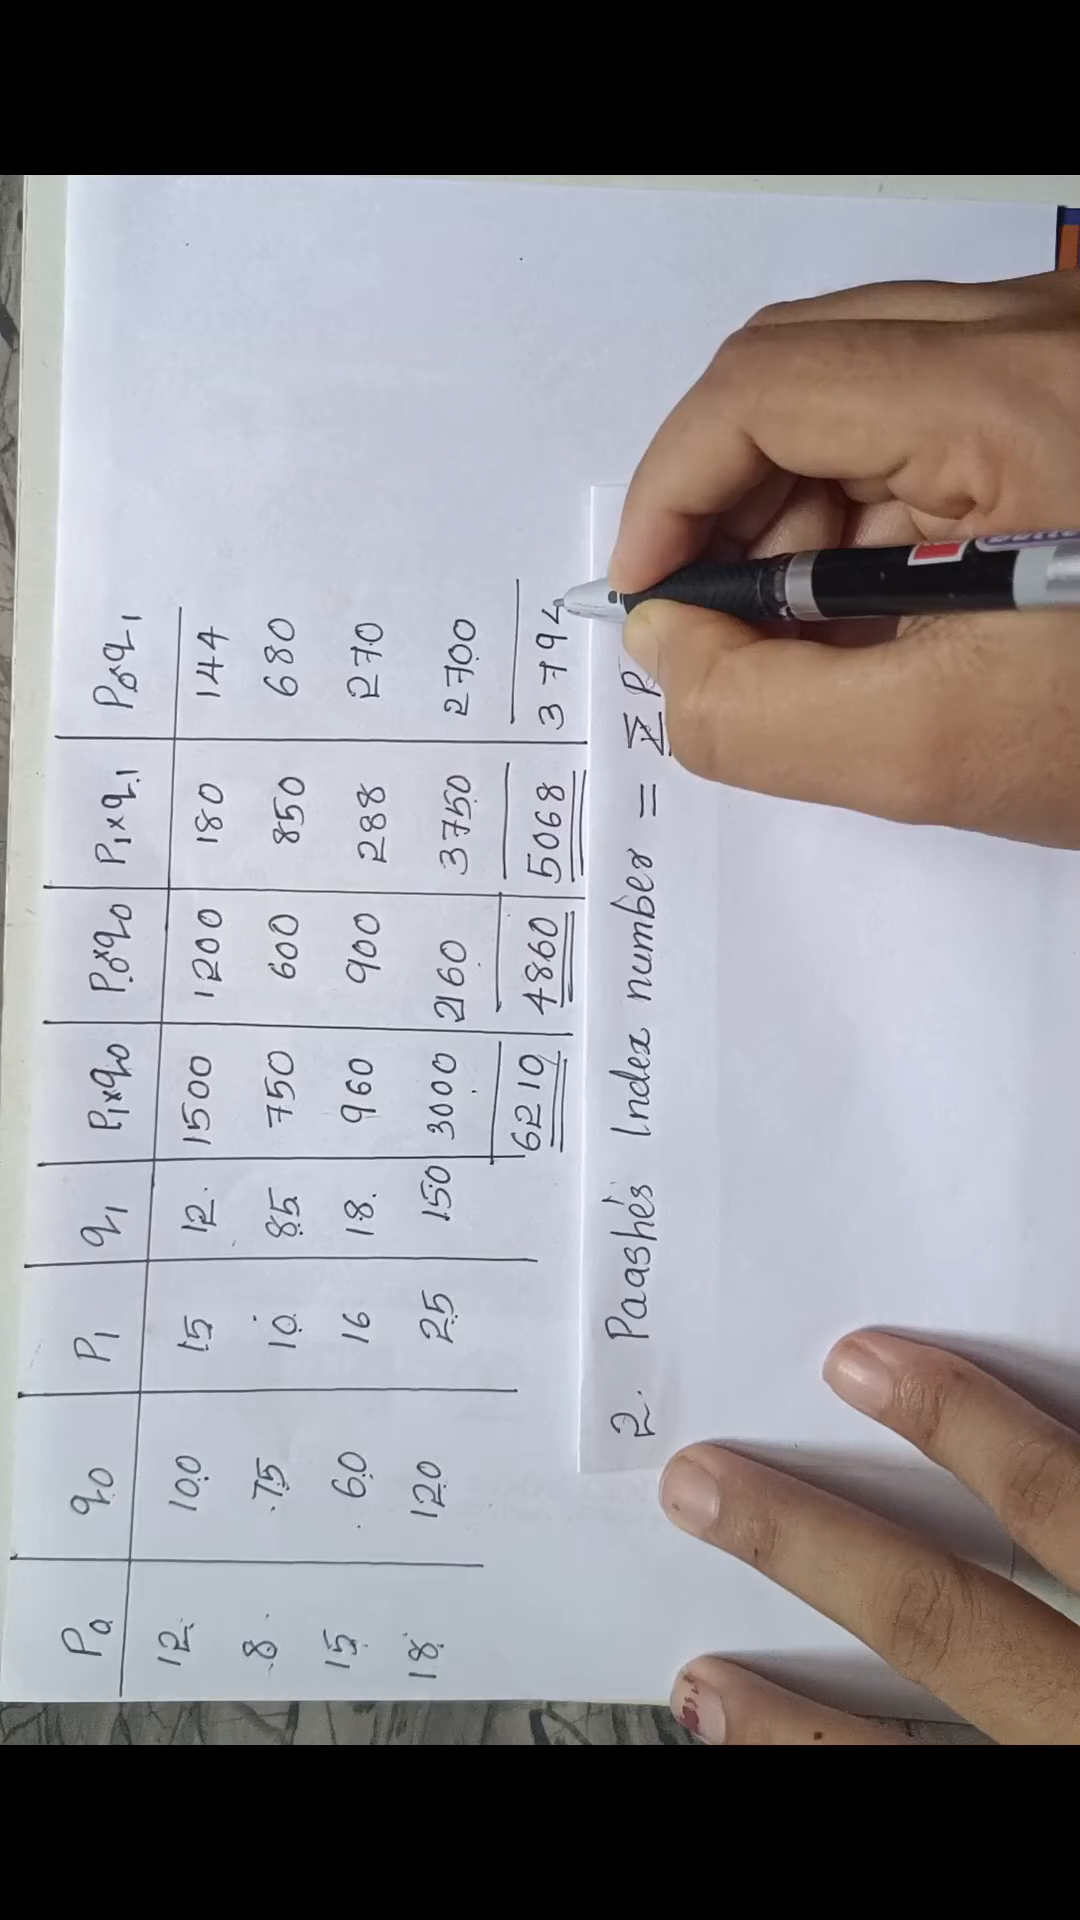 P0 q0 P1 q1 P1×q0 P0×q0 P1×q1 P0×q1
12 100 15 12 1500 1200 180 144
8 75 10 85 750 600 850 680
15 60 16 18 960 900 288 270
18 120 25 150 3000 2160 3750 2700
6210 4860 5068 3794
2. Paashe's Index number = Σ P